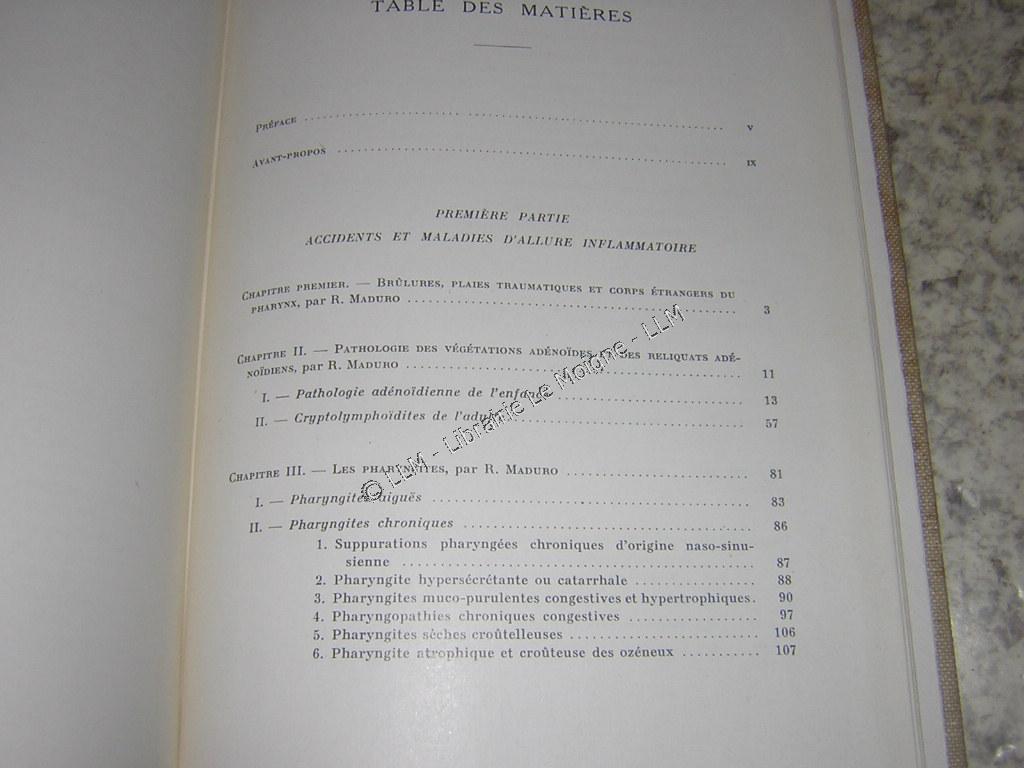 TABLE DES MATIÈRES
PRÉFACE ........ V
AVANT-PROPOS ........ IX
PREMIÈRE PARTIE
ACCIDENTS ET MALADIES D'ALLURE INFLAMMATOIRE
CHAPITRE PREMIER. — BRÛLURES, PLAIES TRAUMATIQUES ET CORPS ÉTRANGERS DU
PHARYNX, par R. MADURO ........ 3
CHAPITRE II. — PATHOLOGIE DES VÉGÉTATIONS ADÉNOÏDES ET DES RELIQUATS ADÉ-
NOÏDIENS, par R. MADURO ........ 11
I. — Pathologie adénoïdienne de l'enfance ........ 13
II. — Cryptolymphoïdites de l'adulte ........ 57
CHAPITRE III. — LES PHARYNGITES, par R. MADURO ........ 81
I. — Pharyngites aiguës ........ 83
II. — Pharyngites chroniques ........ 86
1. Suppurations pharyngées chroniques d'origine naso-sinu-
sienne ........ 87
2. Pharyngite hypersécrétante ou catarrhale ........ 88
3. Pharyngites muco-purulentes congestives et hypertrophiques. 90
4. Pharyngopathies chroniques congestives ........ 97
5. Pharyngites sèches croûtelleuses ........ 106
6. Pharyngite atrophique et croûteuse des ozéneux ........ 107
© LLM - Librairie Le Moigne - LLM